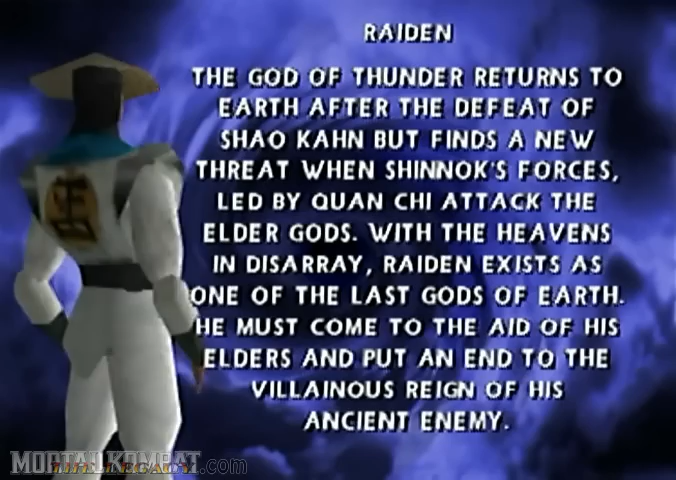 RAIDEN
THE GOD OF THUNDER RETURNS TO
EARTH AFTER THE DEFEAT OF
SHAO KAHN BUT FINDS A NEW
THREAT WHEN SHINNOK'S FORCES,
LED BY QUAN CHI ATTACK THE
ELDER GODS. WITH THE HEAVENS
IN DISARRAY, RAIDEN EXISTS AS
ONE OF THE LAST GODS OF EARTH.
HE MUST COME TO THE AID OF HIS
ELDERS AND PUT AN END TO THE
VILLAINOUS REIGN OF HIS
ANCIENT ENEMY.
MORTAL KOMPAT.com